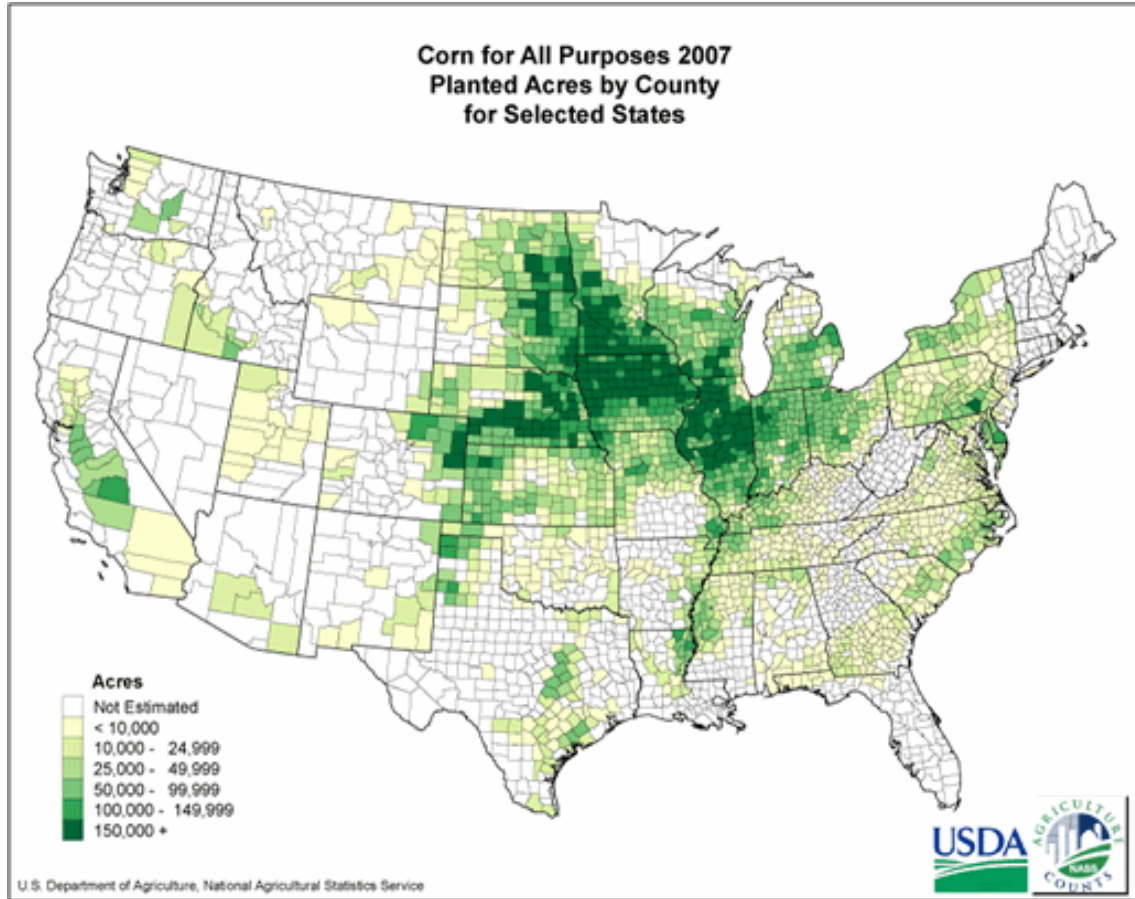 Corn for All Purposes 2007
Planted Acres by County
for Selected States
Acres
Not Estimated
< 10,000
10,000 - 24,999
25,000 - 49,999
50,000 - 99,999
100,000 - 149,999
150,000 +
U.S. Department of Agriculture, National Agricultural Statistics Service
USDA
AGRICULTURE
NASS
COUNTS